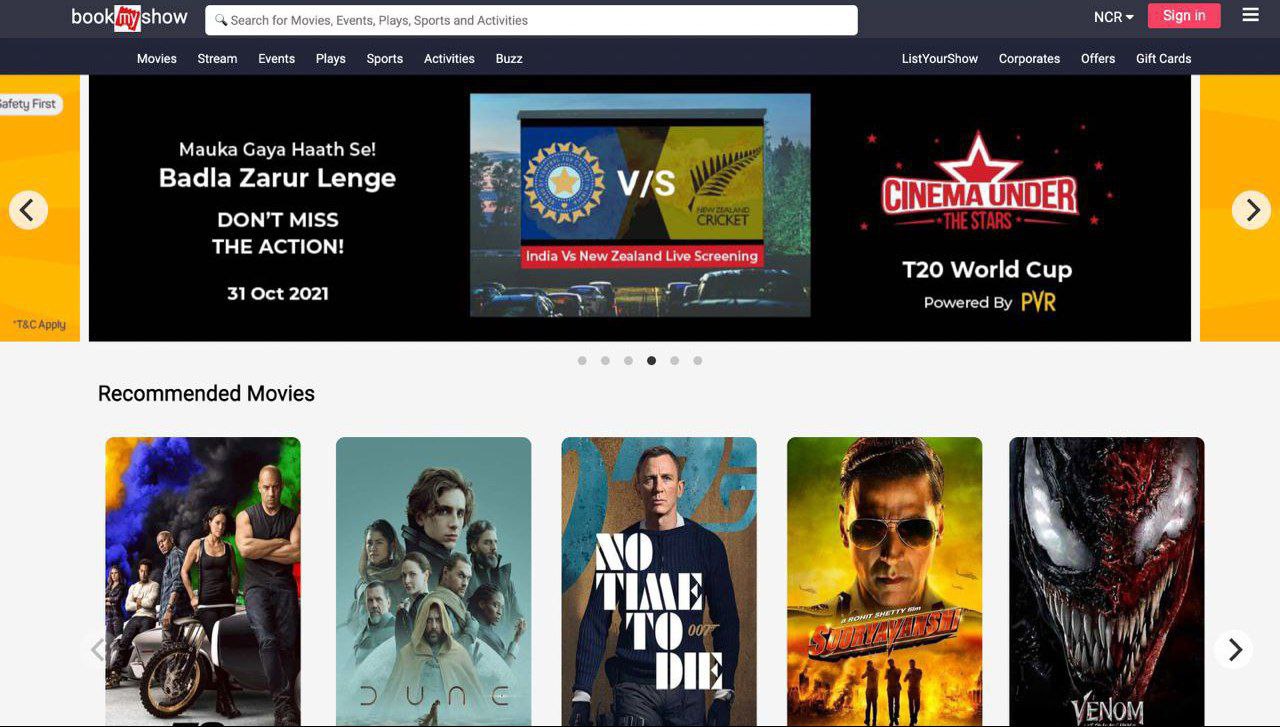 bookmyshow
Search for Movies, Events, Plays, Sports and Activities
NCR
Sign in
Movies Stream Events Plays Sports Activities Buzz
ListYourShow Corporates Offers Gift Cards
Safety First
*T&C Apply
Mauka Gaya Haath Se!
Badla Zarur Lenge
DON'T MISS
THE ACTION!
31 Oct 2021
V/S
NEW ZEALAND
CRICKET
India Vs New Zealand Live Screening
CINEMA UNDER
THE STARS
T20 World Cup
Powered By PVR
Recommended Movies
DUNE
007
NO
TIME
TO 007
DIE
A ROHIT SHETTY film
SOORYAVANSHI
VENOM